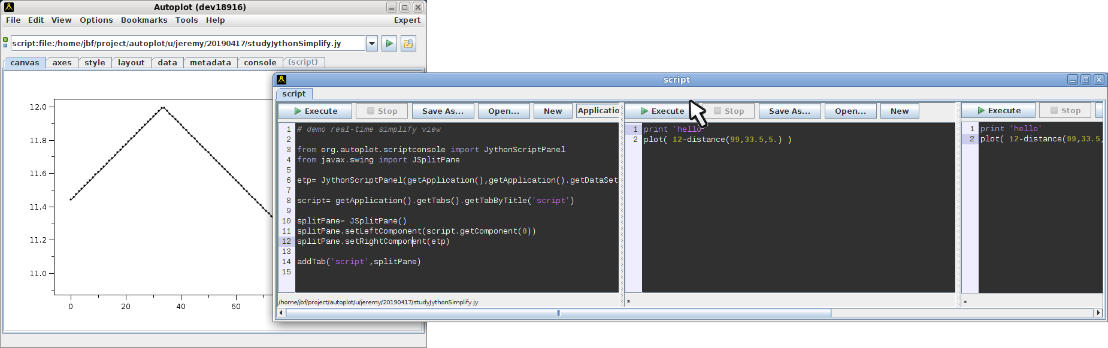 Autoplot (dev18916)
File Edit View Options Bookmarks Tools Help Expert
script:file:/home/jbf/project/autoplot/u/jeremy/20190417/studyJythonSimplify.jy
canvas axes style layout data metadata console (script)
12.0
11.8
11.6
11.4
11.2
11.0
0 20 40 60
script
script
Execute Stop Save As... Open... New Applicatio
1 # demo real-time simplify view
2
3 from org.autoplot.scriptconsole import JythonScriptPanel
4 from javax.swing import JSplitPane
5
6 etp= JythonScriptPanel(getApplication(),getApplication().getDataSet
7
8 script= getApplication().getTabs().getTabByTitle('script')
9
10 splitPane= JSplitPane()
11 splitPane.setLeftComponent(script.getComponent(0))
12 splitPane.setRightComponent(etp)
13
14 addTab('script',splitPane)
15
/home/jbf/project/autoplot/u/jeremy/20190417/studyJythonSimplify.jy
Execute Stop Save As... Open... New
1 print 'hello'
2 plot( 12-distance(99,33.5,5.) )
*
Execute Stop
1 print 'hello'
2 plot( 12-distance(99,33.5,
*